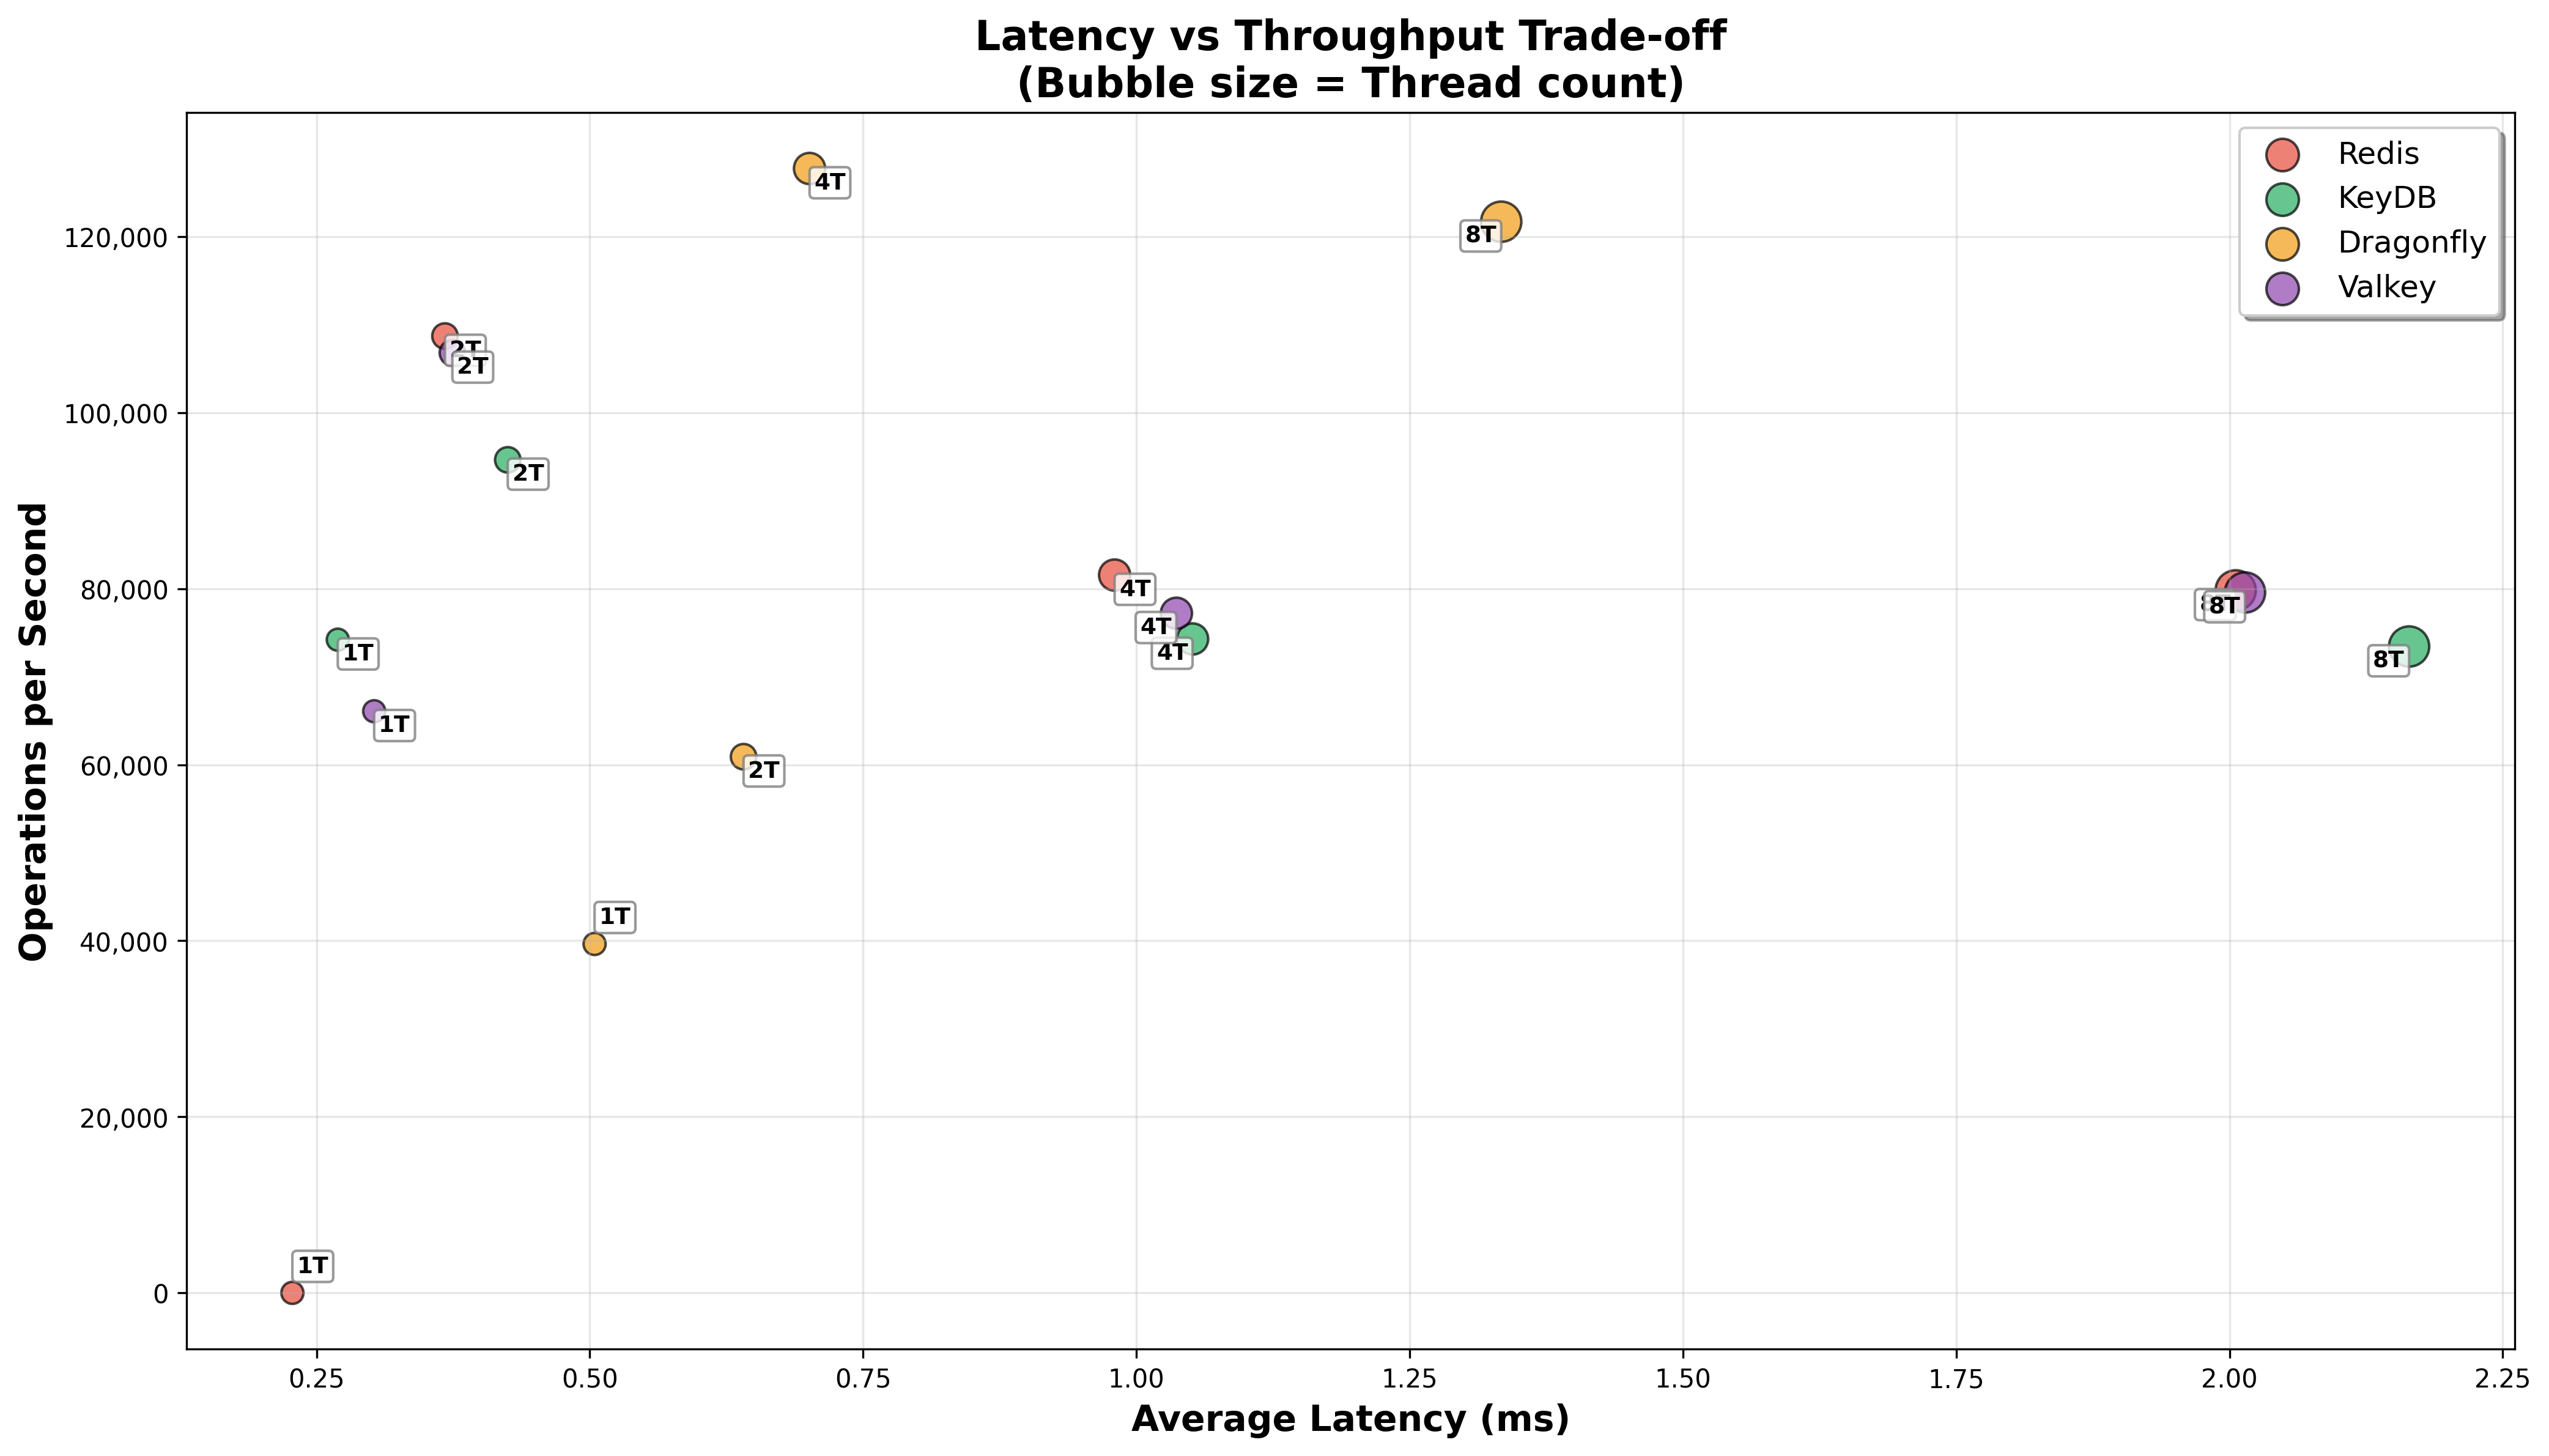 Latency vs Throughput Trade-off
(Bubble size = Thread count)
Redis
KeyDB
Dragonfly
Valkey
Operations per Second
120,000
100,000
80,000
60,000
40,000
20,000
0
4T
8T
2T
2T
2T
4T
4T
4T
8T
8T
1T
1T
2T
1T
1T
0.25
0.50
0.75
1.00
1.25
1.50
1.75
2.00
2.25
Average Latency (ms)